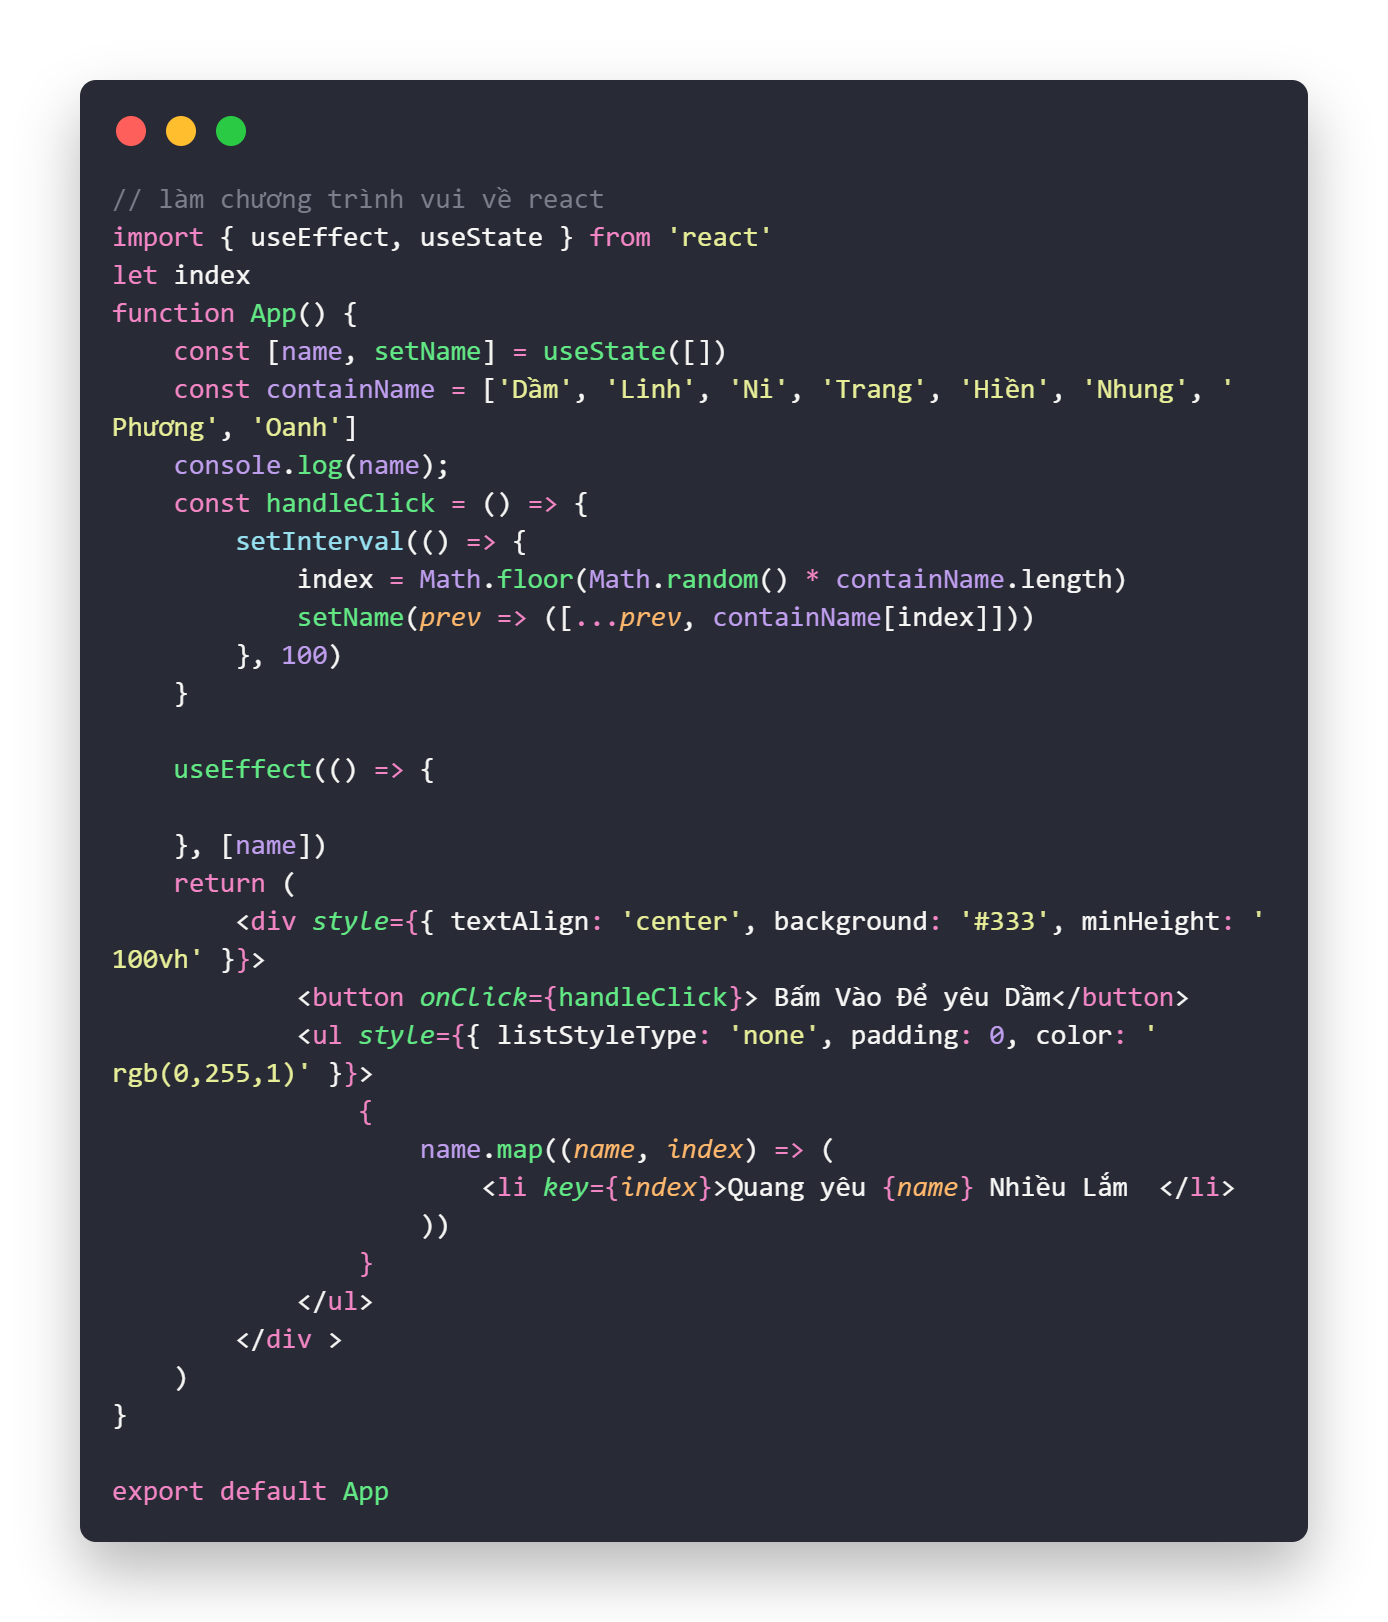 // làm chương trình vui về react
import { useEffect, useState } from 'react'
let index
function App() {
    const [name, setName] = useState([])
    const containName = ['Dầm', 'Linh', 'Ni', 'Trang', 'Hiền', 'Nhung', '
Phương', 'Oanh']
    console.log(name);
    const handleClick = () => {
        setInterval(() => {
            index = Math.floor(Math.random() * containName.length)
            setName(prev => ([...prev, containName[index]]))
        }, 100)
    }

    useEffect(() => {

    }, [name])
    return (
        <div style={{ textAlign: 'center', background: '#333', minHeight: '
100vh' }}>
            <button onClick={handleClick}> Bấm Vào Để yêu Dầm</button>
            <ul style={{ listStyleType: 'none', padding: 0, color: '
rgb(0,255,1)' }}>
                {
                    name.map((name, index) => (
                        <li key={index}>Quang yêu {name} Nhiều Lắm  </li>
                    ))
                }
            </ul>
        </div >
    )
}

export default App